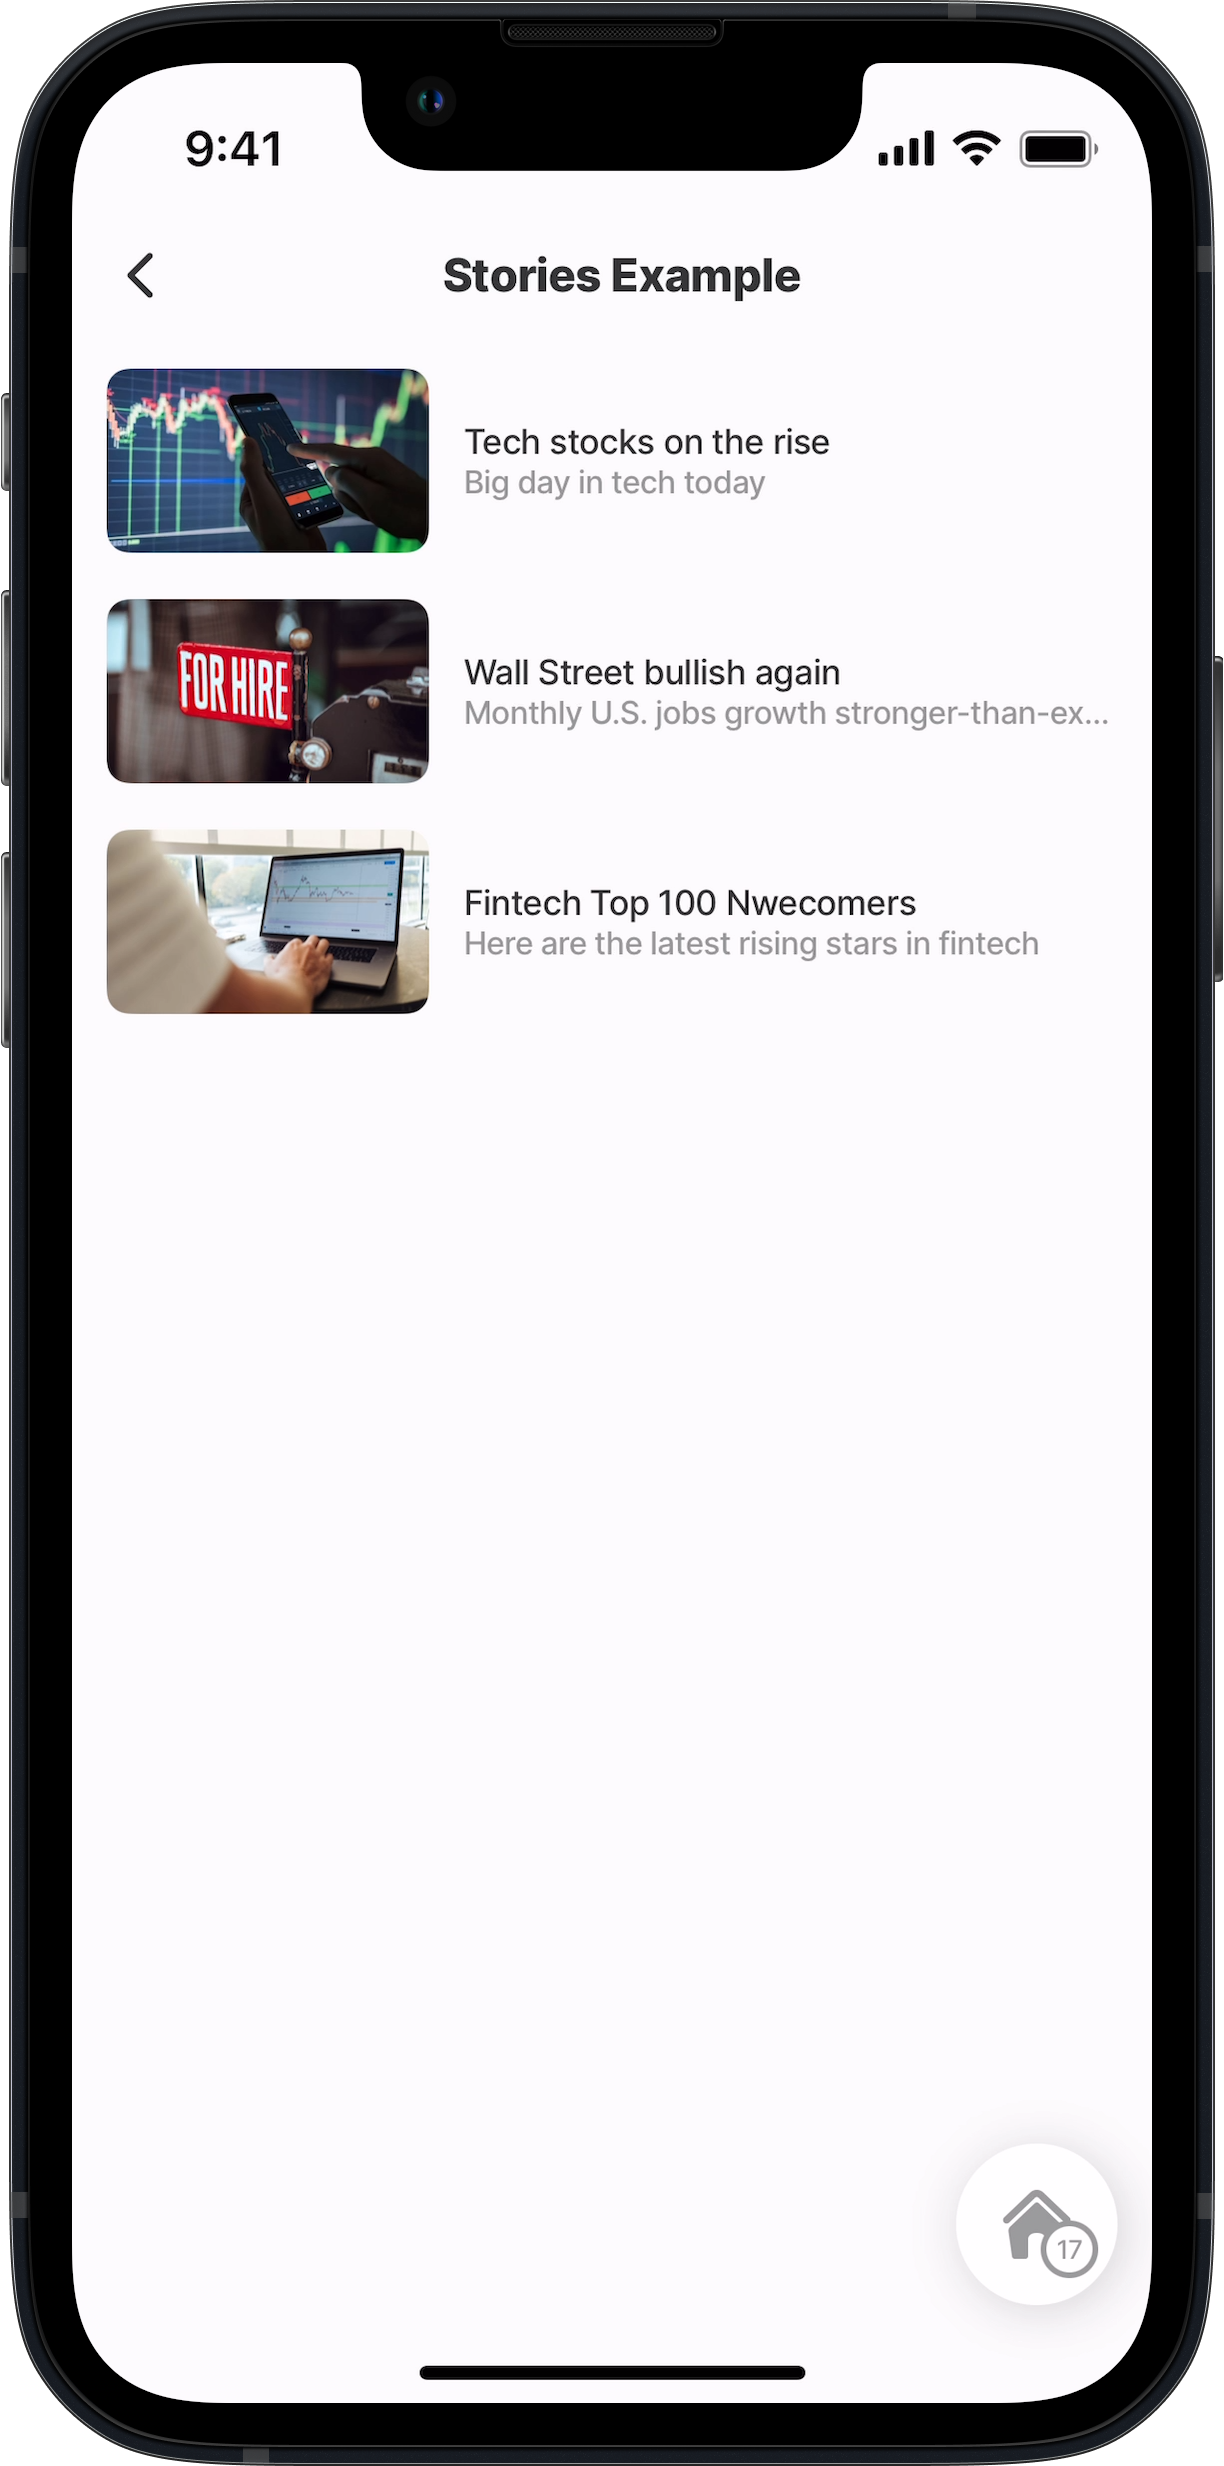 9:41
Stories Example
Tech stocks on the rise
Big day in tech today
FOR HIRE
Wall Street bullish again
Monthly U.S. jobs growth stronger-than-ex...
Fintech Top 100 Nwecomers
Here are the latest rising stars in fintech
17